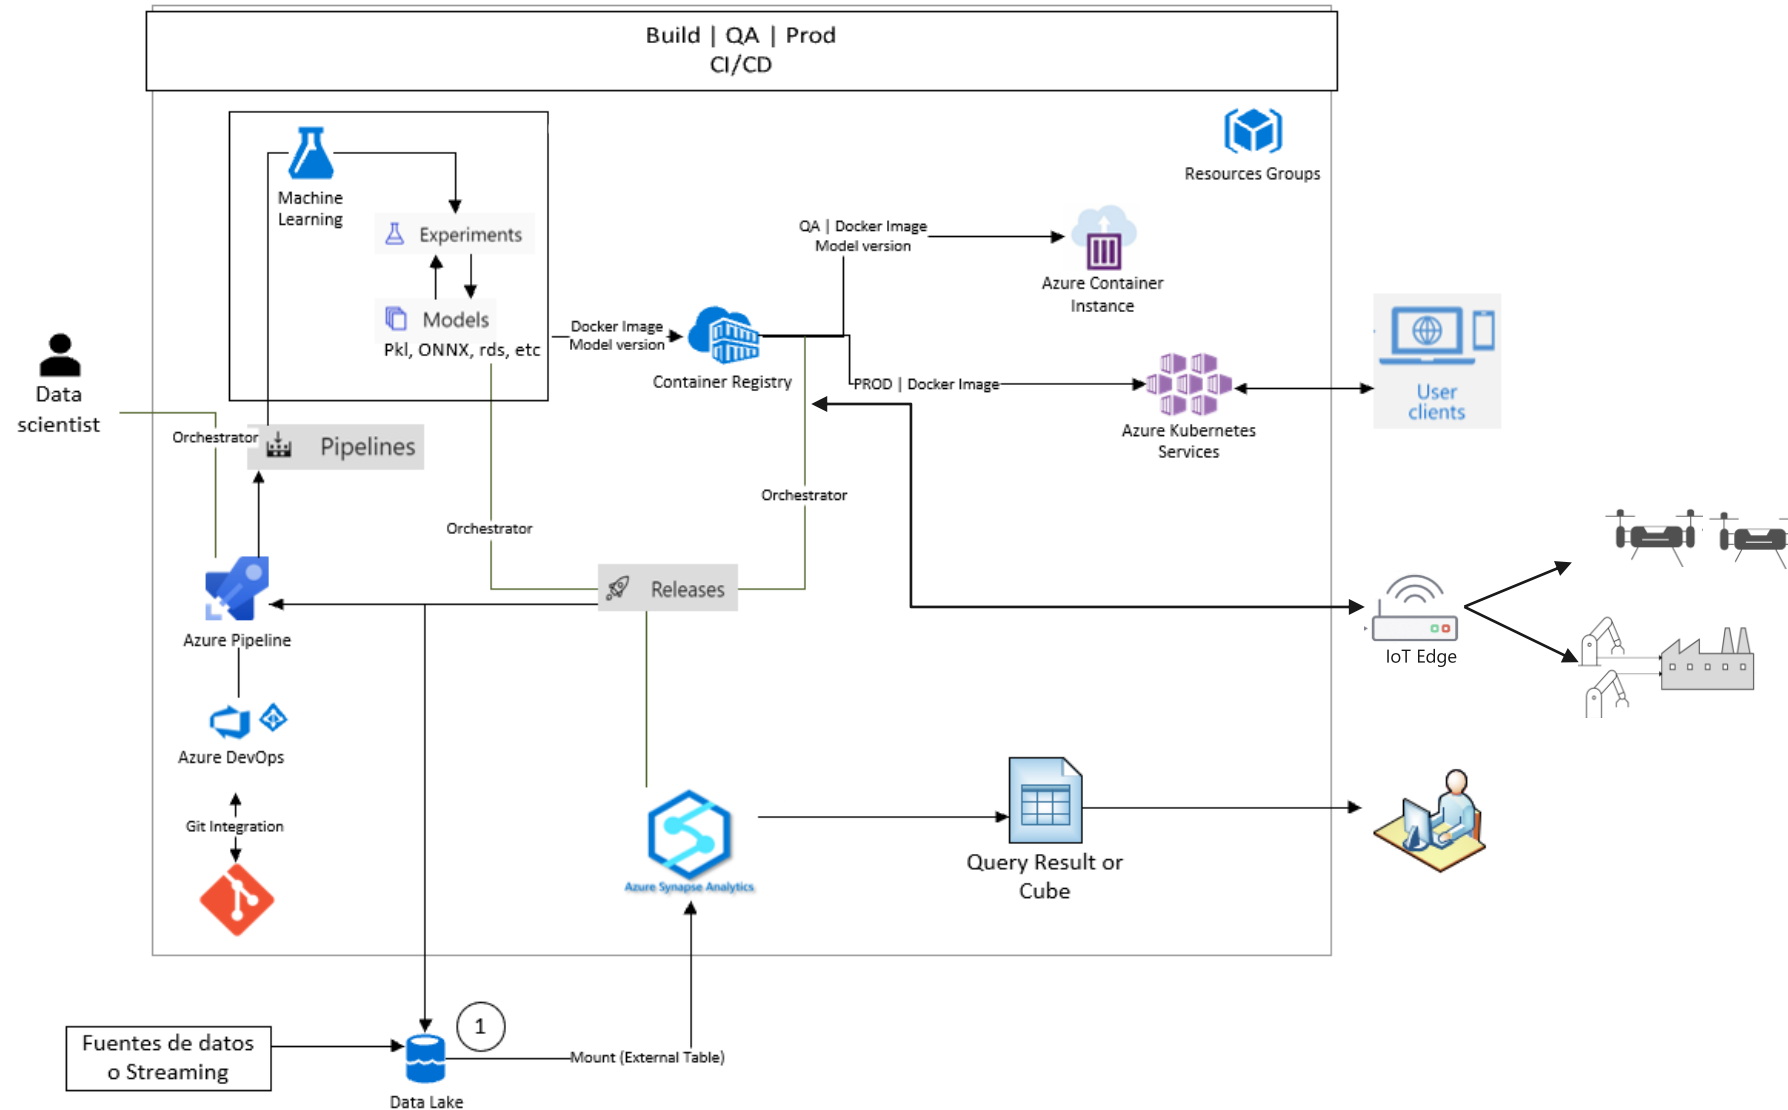 Build | QA | Prod
CI/CD
Resources Groups
Machine
Learning
Experiments
Models
Pkl, ONNX, rds, etc
Docker Image
Model version
Container Registry
QA | Docker Image
Model version
Azure Container
Instance
PROD | Docker Image
Azure Kubernetes
Services
User
clients
Data
scientist
Orchestrator
Pipelines
Orchestrator
Orchestrator
Releases
Azure Pipeline
IoT Edge
Azure DevOps
Git Integration
Azure Synapse Analytics
Query Result or
Cube
1
Fuentes de datos
o Streaming
Mount (External Table)
Data Lake